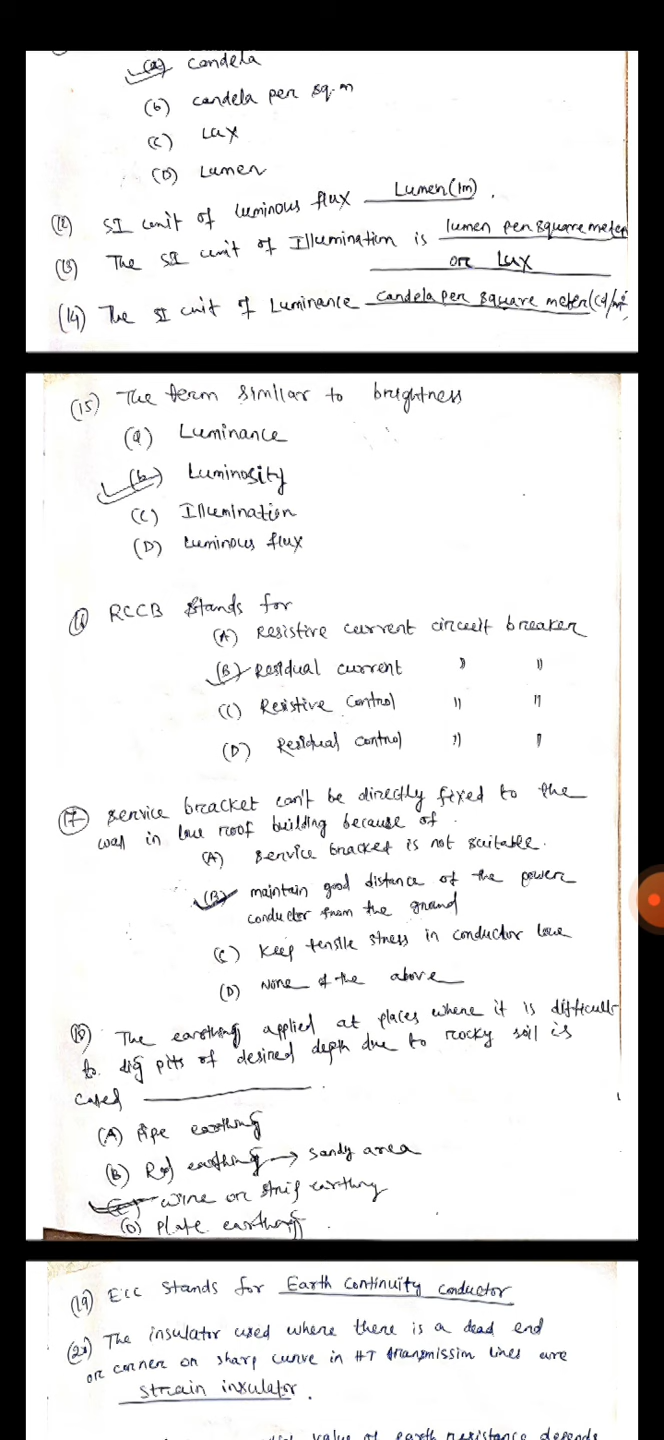 (a) candela
(b) candela per sq.m
(c) Lux
(D) Lumen
(12) SI unit of luminous flux Lumen(lm).
(13) The SI unit of Illumination is lumen per square meter
or Lux
(14) The SI unit of Luminance candela per square meter (cd/m²
(15) The term similar to brightness
(a) Luminance
(b) Luminosity
(c) Illumination
(D) Luminous flux
(16) RCCB stands for
(A) Resistive current circuit breaker
(B) Residual current " "
(C) Resistive control " "
(D) Residual control " "
(17) Service bracket can't be directly fixed to the
wall in low roof building because of.
(A) service bracket is not suitable.
(B) maintain good distance of the power
conductor from the ground
(C) Keep tensile stress in conductor low
(D) None of the above
(18) The earthing applied at places where it is difficult
to dig pits of desired depth due to rocky soil is
called
(A) Pipe earthing
(B) Rod earthing → sandy area
(C) wire or strip earthing
(D) plate earthing.
(19) ECC stands for Earth Continuity conductor
(20) The insulator used where there is a dead end
or corner or sharp curve in HT transmission lines are
strain insulator.
value of earth resistance depends